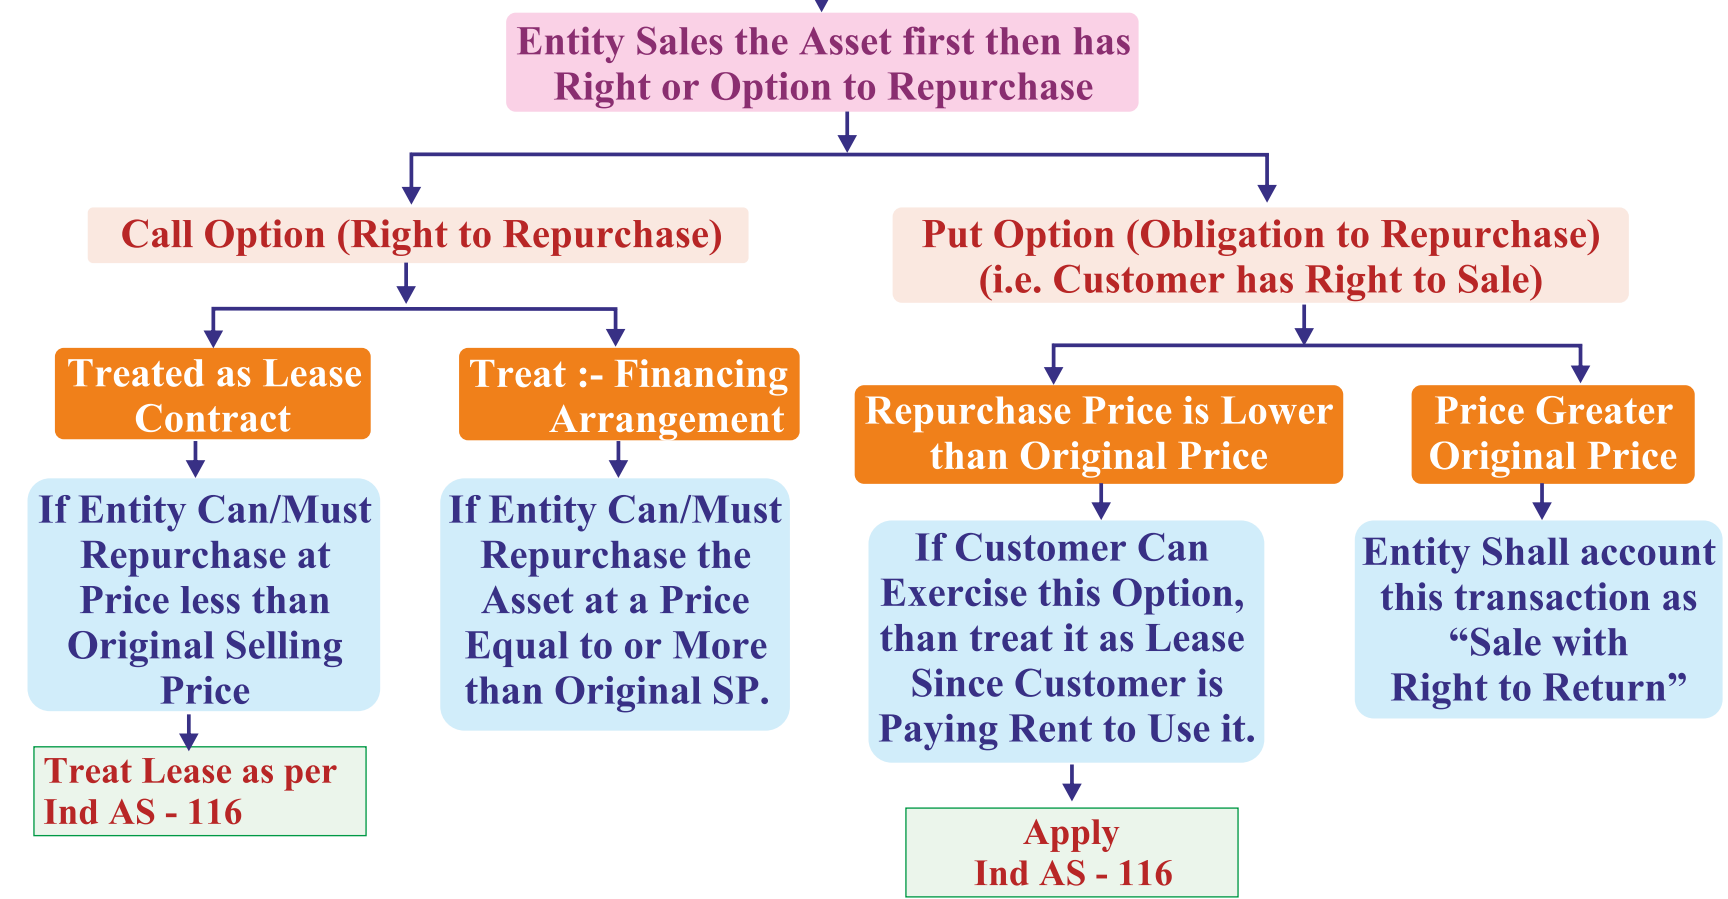 Entity Sales the Asset first then has
Right or Option to Repurchase
Call Option (Right to Repurchase)
Put Option (Obligation to Repurchase)
(i.e. Customer has Right to Sale)
Treated as Lease
Contract
Treat :- Financing
Arrangement
Repurchase Price is Lower
than Original Price
Price Greater
Original Price
If Entity Can/Must
Repurchase at
Price less than
Original Selling
Price
If Entity Can/Must
Repurchase the
Asset at a Price
Equal to or More
than Original SP.
If Customer Can
Exercise this Option,
than treat it as Lease
Since Customer is
Paying Rent to Use it.
Entity Shall account
this transaction as
“Sale with
Right to Return”
Treat Lease as per
Ind AS - 116
Apply
Ind AS - 116